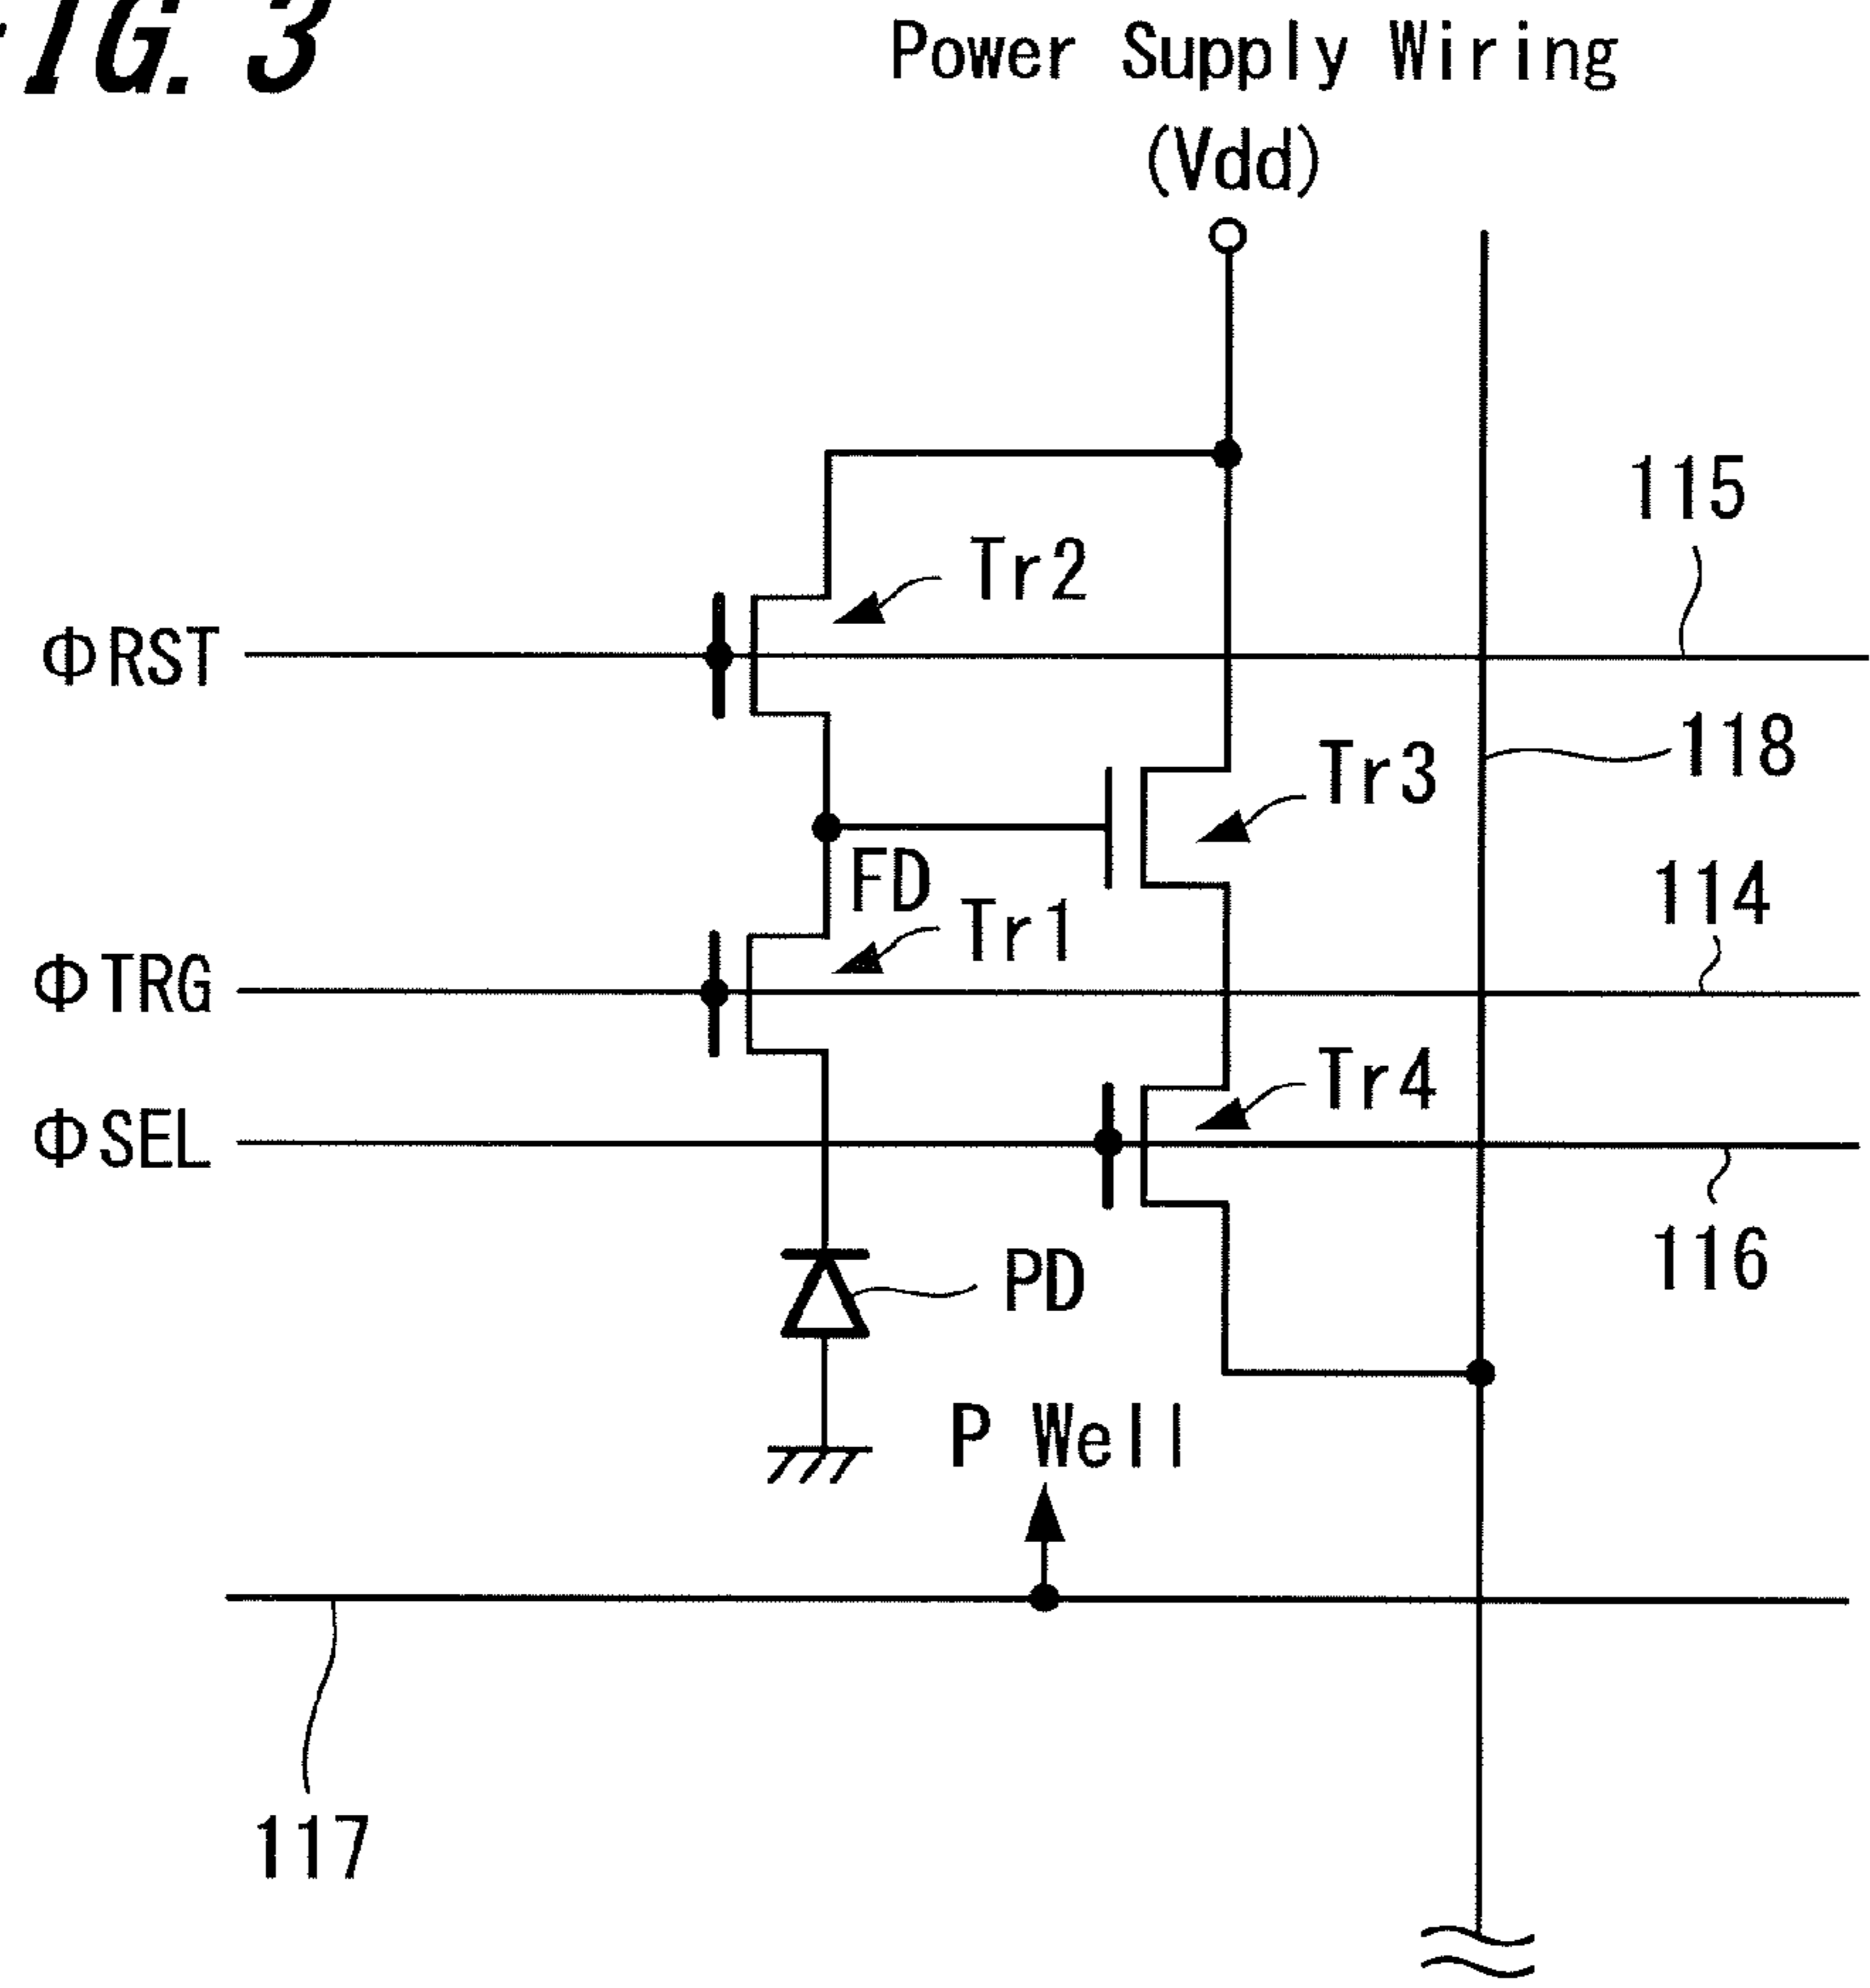 FIG. 3
Power Supply Wiring
(Vdd)
115
Tr2
ΦRST
118
Tr3
FD
114
Tr1
ΦTRG
Tr4
ΦSEL
116
PD
P Well
117